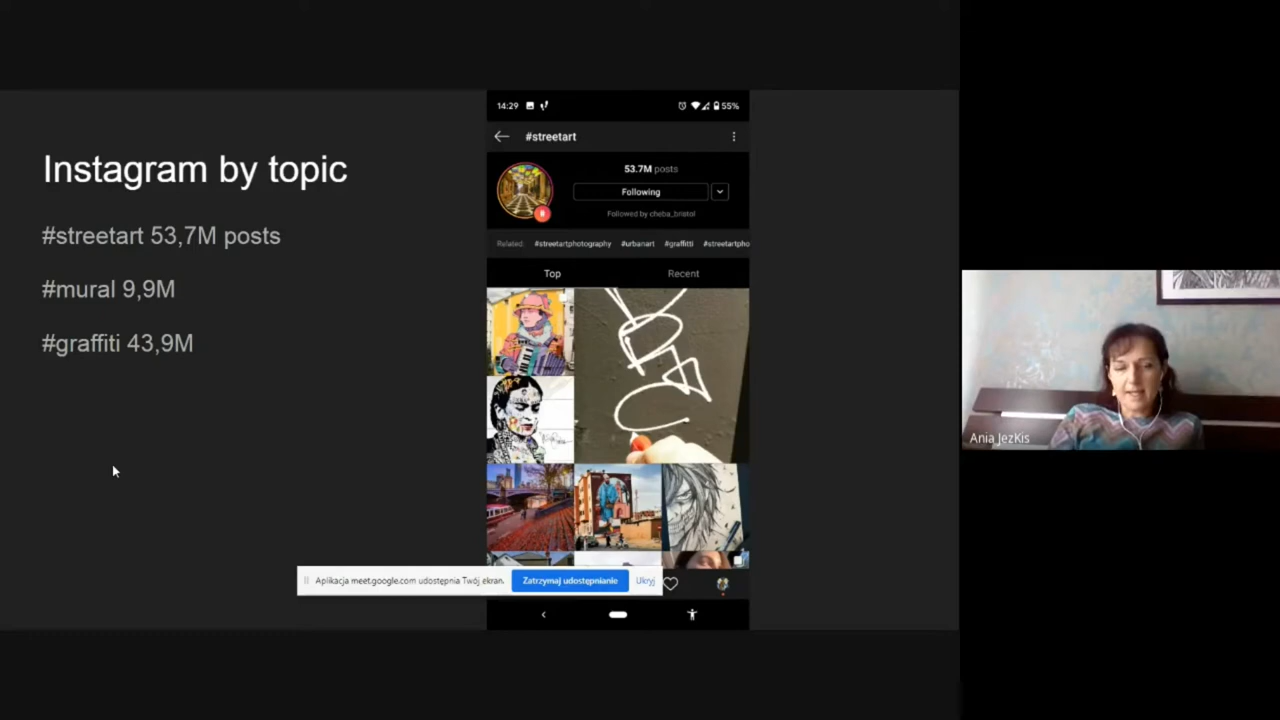 Instagram by topic
#streetart 53,7M posts
#mural 9,9M
#graffiti 43,9M
14:29
55%
#streetart
53.7M posts
Following
Followed by cheba_bristol
Related: #streetartphotography #urbanart #graffitti #streetartpho
Top Recent
Aplikacja meet.google.com udostępnia Twój ekran. Zatrzymaj udostępnianie Ukryj
Ania JezKis